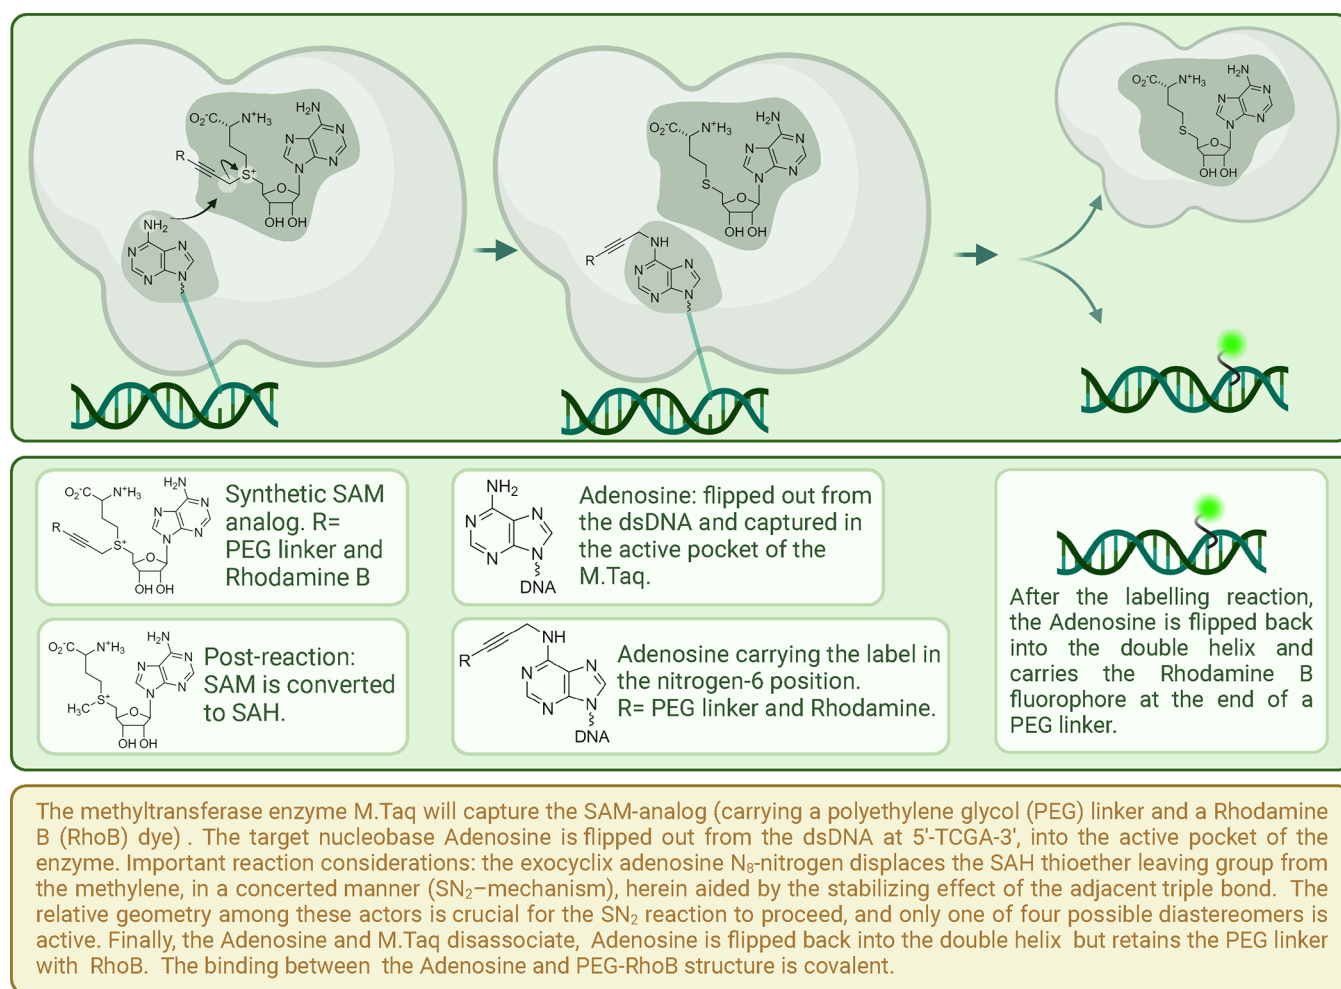 O₂⁻C
N⁺H₃
H₂N
N
N
N
N
R
S⁺
O
OH OH
NH₂
N
N
N
N
O₂⁻C
N⁺H₃
H₂N
N
N
N
N
S
O
OH OH
R
NH
N
N
N
N
O₂⁻C
N⁺H₃
H₂N
N
N
N
N
S
O
OH OH
O₂⁻C
N⁺H₃
H₂N
N
N
N
N
R
S⁺
O
OH OH
Synthetic SAM
analog. R=
PEG linker and
Rhodamine B
NH₂
N
N
N
N
DNA
Adenosine: flipped out from
the dsDNA and captured in
the active pocket of the
M.Taq.
O₂⁻C
N⁺H₃
H₂N
N
N
N
N
S⁺
H₃C
O
OH OH
Post-reaction:
SAM is converted
to SAH.
R
NH
N
N
N
N
DNA
Adenosine carrying the label in
the nitrogen-6 position.
R= PEG linker and Rhodamine.
After the labelling reaction,
the Adenosine is flipped back
into the double helix and
carries the Rhodamine B
fluorophore at the end of a
PEG linker.
The methyltransferase enzyme M.Taq will capture the SAM-analog (carrying a polyethylene glycol (PEG) linker and a Rhodamine
B (RhoB) dye) . The target nucleobase Adenosine is flipped out from the dsDNA at 5'-TCGA-3', into the active pocket of the
enzyme. Important reaction considerations: the exocyclix adenosine N₈-nitrogen displaces the SAH thioether leaving group from
the methylene, in a concerted manner (SN₂–mechanism), herein aided by the stabilizing effect of the adjacent triple bond. The
relative geometry among these actors is crucial for the SN₂ reaction to proceed, and only one of four possible diastereomers is
active. Finally, the Adenosine and M.Taq disassociate, Adenosine is flipped back into the double helix but retains the PEG linker
with RhoB. The binding between the Adenosine and PEG-RhoB structure is covalent.